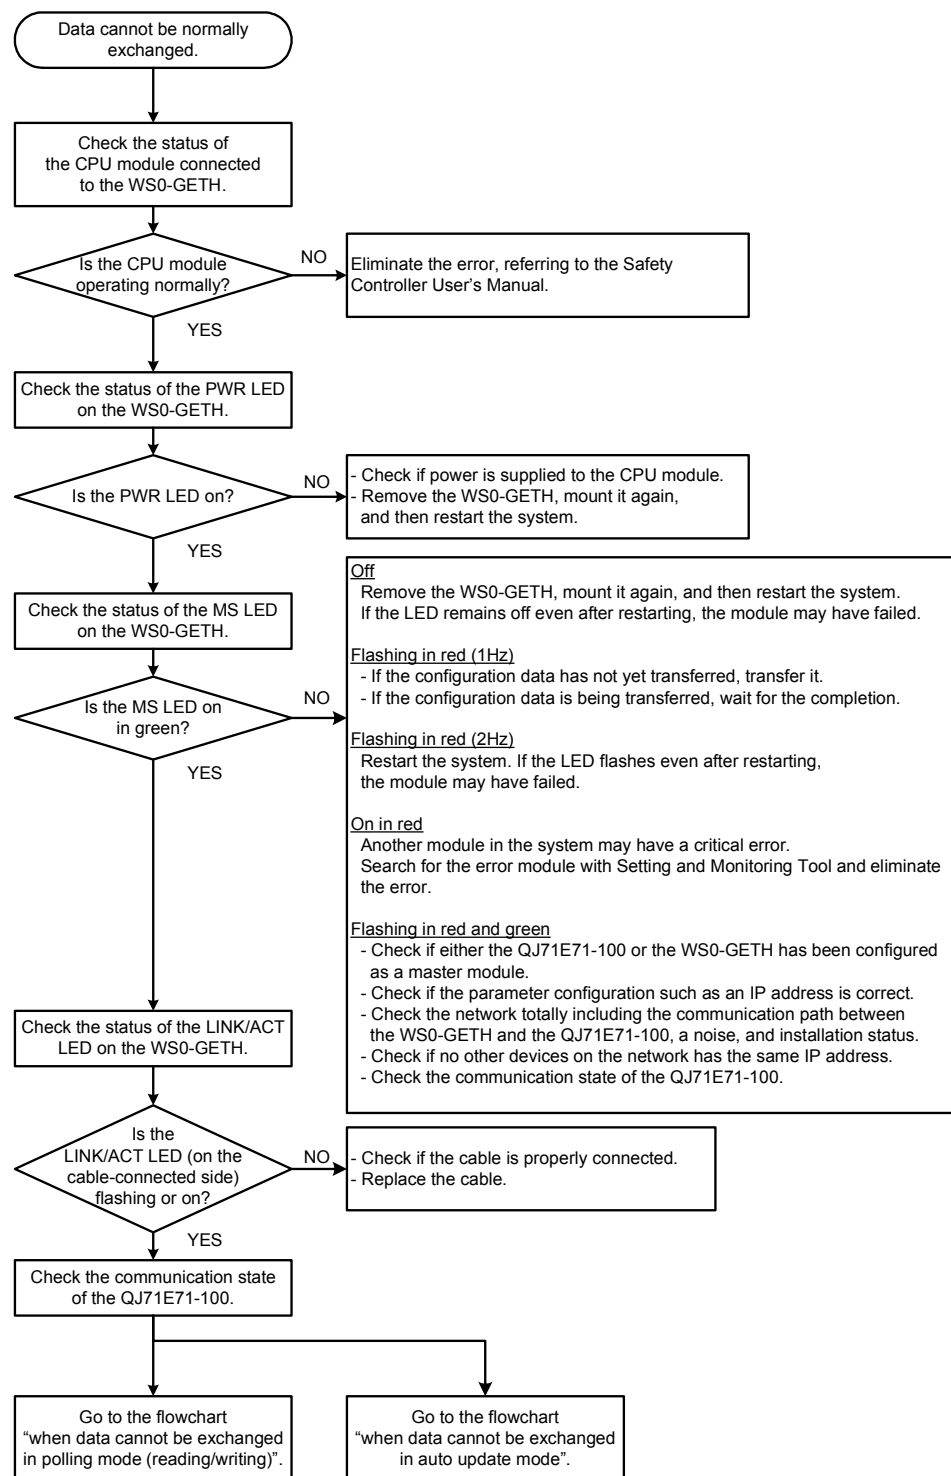 Data cannot be normally
exchanged.
Check the status of
the CPU module connected
to the WS0-GETH.
Is the CPU module
operating normally?
NO
Eliminate the error, referring to the Safety
Controller User's Manual.
YES
Check the status of the PWR LED
on the WS0-GETH.
Is the PWR LED on?
NO
- Check if power is supplied to the CPU module.
- Remove the WS0-GETH, mount it again,
and then restart the system.
YES
Check the status of the MS LED
on the WS0-GETH.
Is the MS LED on
in green?
NO
Off
Remove the WS0-GETH, mount it again, and then restart the system.
If the LED remains off even after restarting, the module may have failed.
Flashing in red (1Hz)
- If the configuration data has not yet transferred, transfer it.
- If the configuration data is being transferred, wait for the completion.
Flashing in red (2Hz)
Restart the system. If the LED flashes even after restarting,
the module may have failed.
On in red
Another module in the system may have a critical error.
Search for the error module with Setting and Monitoring Tool and eliminate
the error.
Flashing in red and green
- Check if either the QJ71E71-100 or the WS0-GETH has been configured
as a master module.
- Check if the parameter configuration such as an IP address is correct.
- Check the network totally including the communication path between
the WS0-GETH and the QJ71E71-100, a noise, and installation status.
- Check if no other devices on the network has the same IP address.
- Check the communication state of the QJ71E71-100.
YES
Check the status of the LINK/ACT
LED on the WS0-GETH.
Is the
LINK/ACT LED (on the
cable-connected side)
flashing or on?
NO
- Check if the cable is properly connected.
- Replace the cable.
YES
Check the communication state
of the QJ71E71-100.
Go to the flowchart
“when data cannot be exchanged
in polling mode (reading/writing)”.
Go to the flowchart
“when data cannot be exchanged
in auto update mode”.